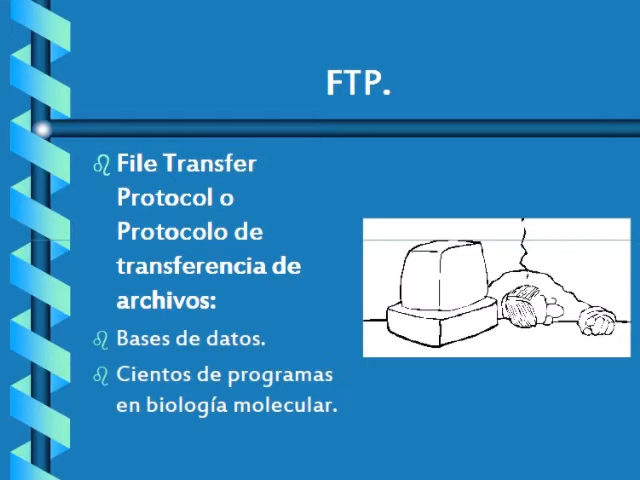 FTP.
File Transfer
Protocol o
Protocolo de
transferencia de
archivos:
Bases de datos.
Cientos de programas
en biología molecular.